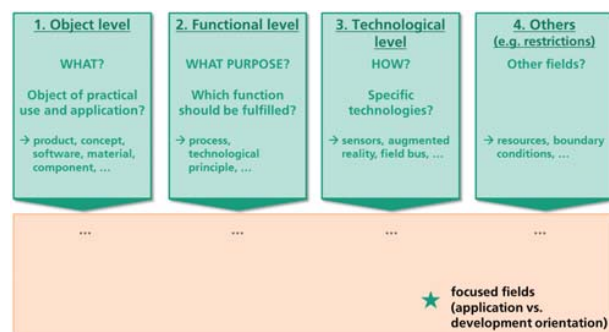 1. Object level
WHAT?
Object of practical
use and application?
→ product, concept,
software, material,
component, ...
2. Functional level
WHAT PURPOSE?
Which function
should be fulfilled?
→ process,
technological
principle, ...
3. Technological
level
HOW?
Specific
technologies?
→ sensors, augmented
reality, field bus, ...
4. Others
(e.g. restrictions)
Other fields?
→ resources, boundary
conditions, ...
...
...
...
...
focused fields
(application vs.
development orientation)